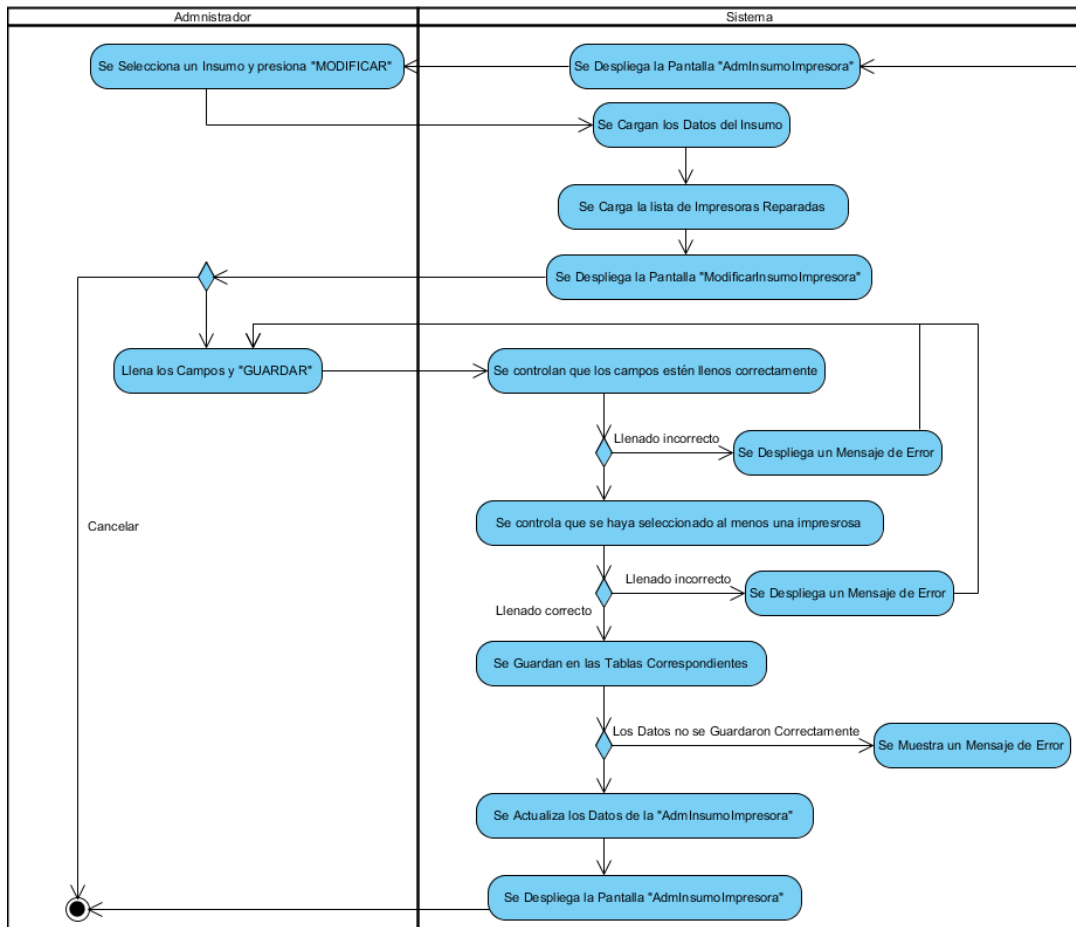 Admnistrador
Sistema
Se Selecciona un Insumo y presiona "MODIFICAR"
Se Despliega la Pantalla "AdmInsumoImpresora"
Se Cargan los Datos del Insumo
Se Carga la lista de Impresoras Reparadas
Se Despliega la Pantalla "ModificarInsumoImpresora"
Llena los Campos y "GUARDAR"
Se controlan que los campos estén llenos correctamente
Llenado incorrecto
Se Despliega un Mensaje de Error
Se controla que se haya seleccionado al menos una impresrosa
Cancelar
Llenado incorrecto
Se Despliega un Mensaje de Error
Llenado correcto
Se Guardan en las Tablas Correspondientes
Los Datos no se Guardaron Correctamente
Se Muestra un Mensaje de Error
Se Actualiza los Datos de la "AdmInsumoImpresora"
Se Despliega la Pantalla "AdmInsumoImpresora"